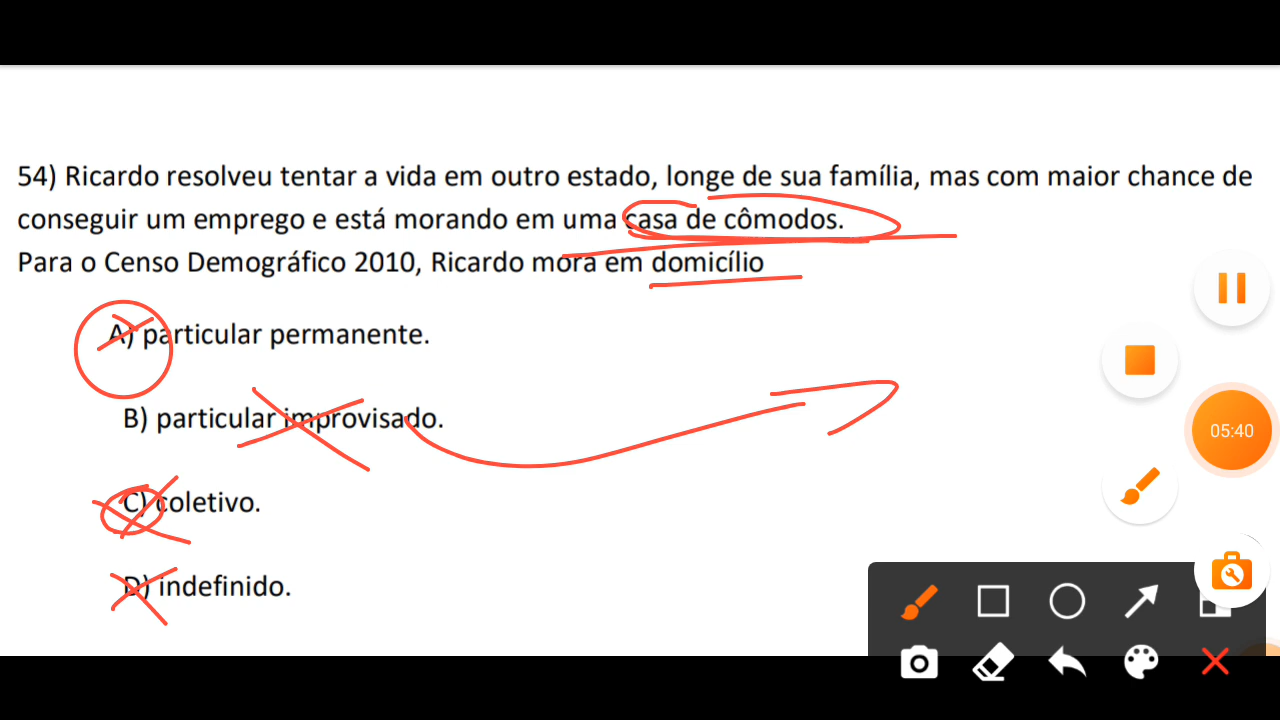 54) Ricardo resolveu tentar a vida em outro estado, longe de sua família, mas com maior chance de
conseguir um emprego e está morando em uma casa de cômodos.
Para o Censo Demográfico 2010, Ricardo mora em domicílio
A) particular permanente.
B) particular improvisado.
C) coletivo.
D) indefinido.
05:40